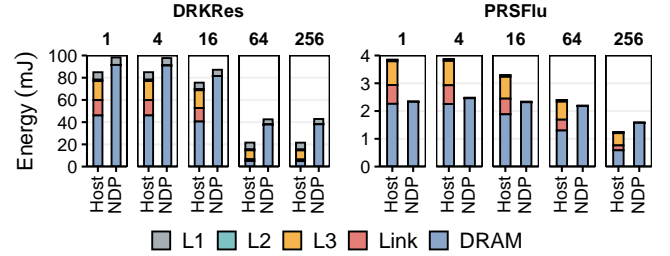 DRKRes PRSFlu
1 4 16 64 256 1 4 16 64 256
Energy (mJ)
100 4
80 3
60
40 2
20 1
0 0
Host NDP Host NDP Host NDP Host NDP Host NDP Host NDP Host NDP Host NDP Host NDP Host NDP
L1 L2 L3 Link DRAM